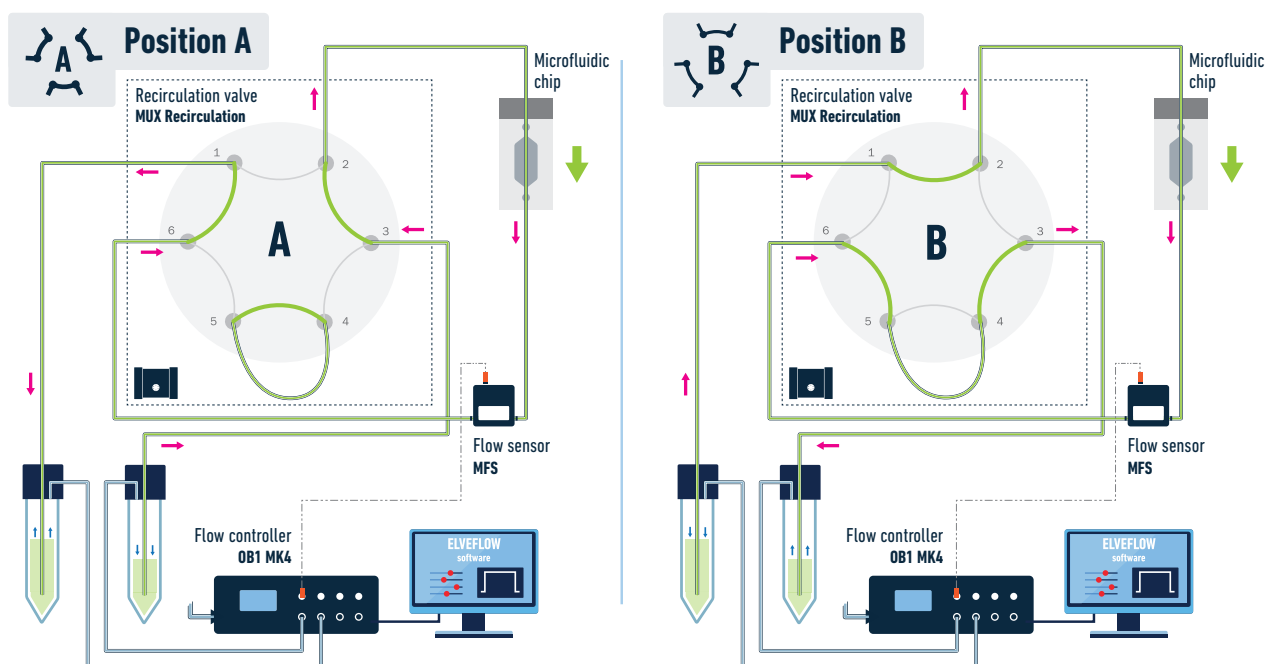 A
Position A
Microfluidic
chip
Recirculation valve
MUX Recirculation
1
2
3
4
5
6
A
Flow sensor
MFS
Flow controller
OB1 MK4
ELVEFLOW
software
B
Position B
Microfluidic
chip
Recirculation valve
MUX Recirculation
1
2
3
4
5
6
B
Flow sensor
MFS
Flow controller
OB1 MK4
ELVEFLOW
software